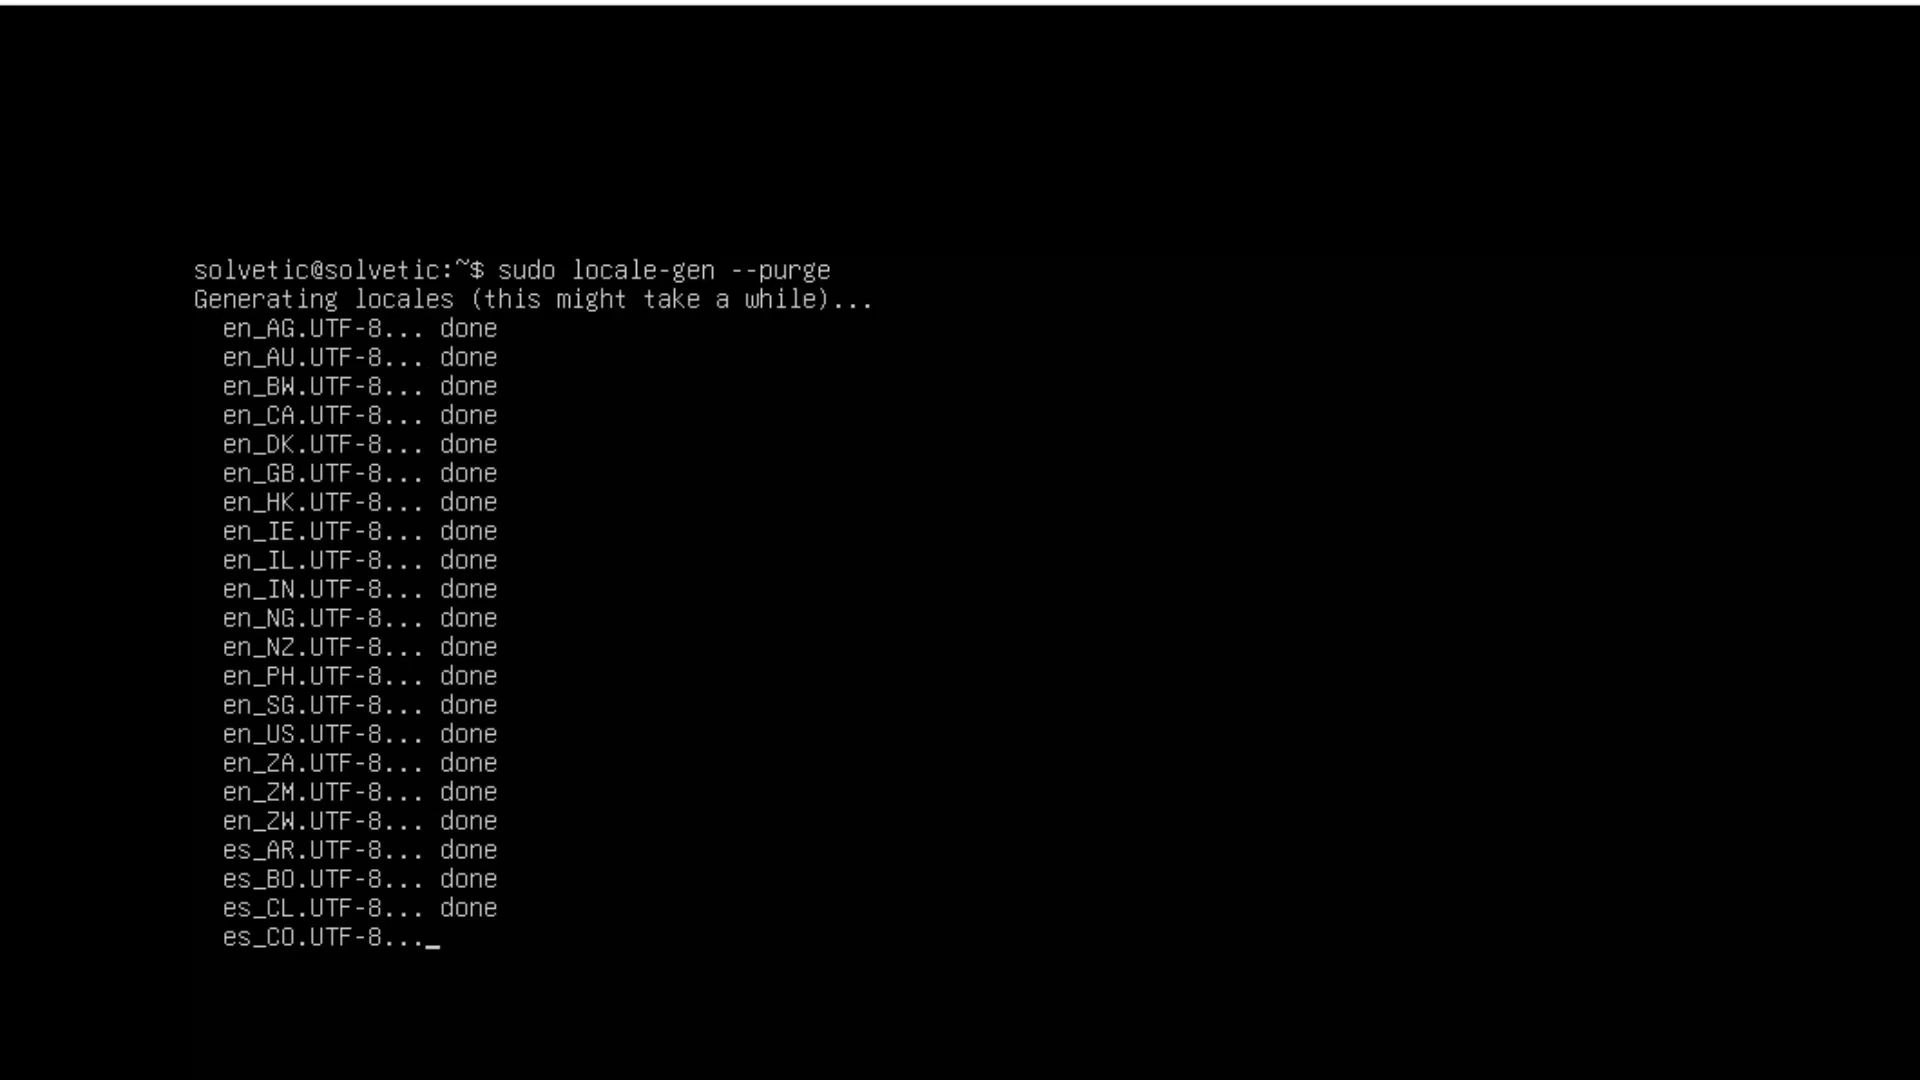 solvetic@solvetic:~$ sudo locale-gen --purge
Generating locales (this might take a while)...
  en_AG.UTF-8... done
  en_AU.UTF-8... done
  en_BW.UTF-8... done
  en_CA.UTF-8... done
  en_DK.UTF-8... done
  en_GB.UTF-8... done
  en_HK.UTF-8... done
  en_IE.UTF-8... done
  en_IL.UTF-8... done
  en_IN.UTF-8... done
  en_NG.UTF-8... done
  en_NZ.UTF-8... done
  en_PH.UTF-8... done
  en_SG.UTF-8... done
  en_US.UTF-8... done
  en_ZA.UTF-8... done
  en_ZM.UTF-8... done
  en_ZW.UTF-8... done
  es_AR.UTF-8... done
  es_BO.UTF-8... done
  es_CL.UTF-8... done
  es_CO.UTF-8..._